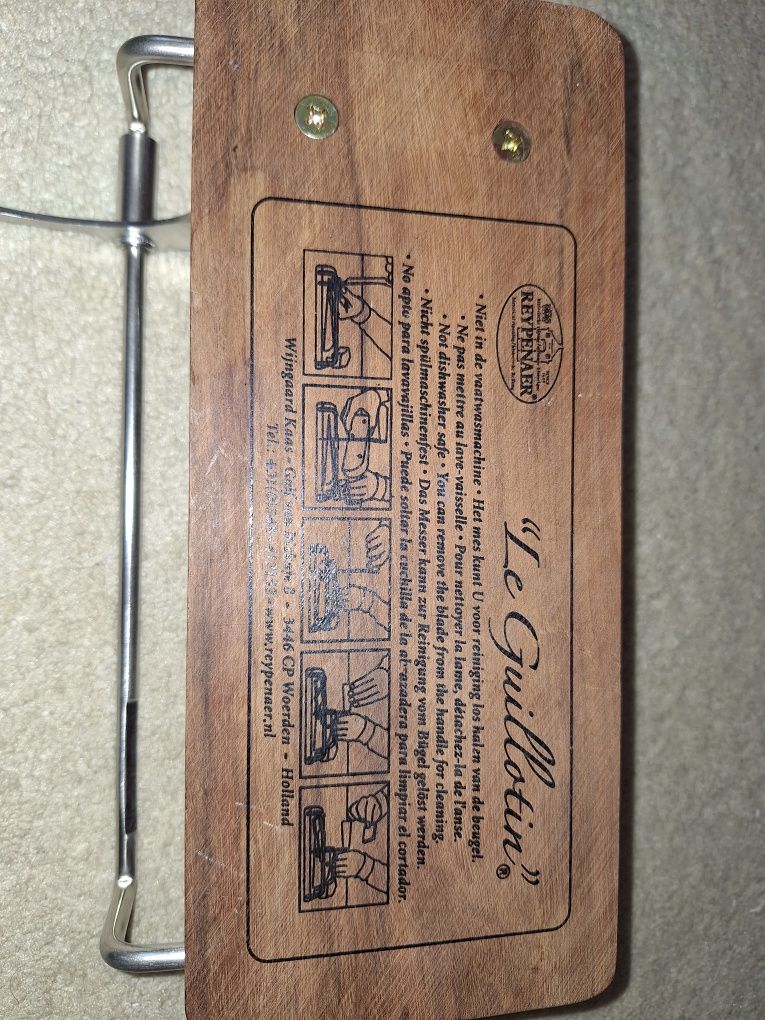 REYPENAER®
"Le Guillotin"®
• Niet in de vaatwasmachine • Het mes kunt U voor reiniging los halen van de beugel.
• Ne pas mettre au lave-vaisselle • Pour nettoyer la lame, détachez-la de l'anse.
• Not dishwasher safe • You can remove the blade from the handle for cleaning.
• Nicht spülmaschinenfest • Das Messer kann zur Reinigung vom Bügel gelöst werden.
• No apto para lavavajillas • Puede soltar la cuchilla de la abrazadera para limpiar el cortador.
Wijngaard Kaas - 8 - 3446 CP Woerden - Holland
Tel.: - www.reypenaer.nl